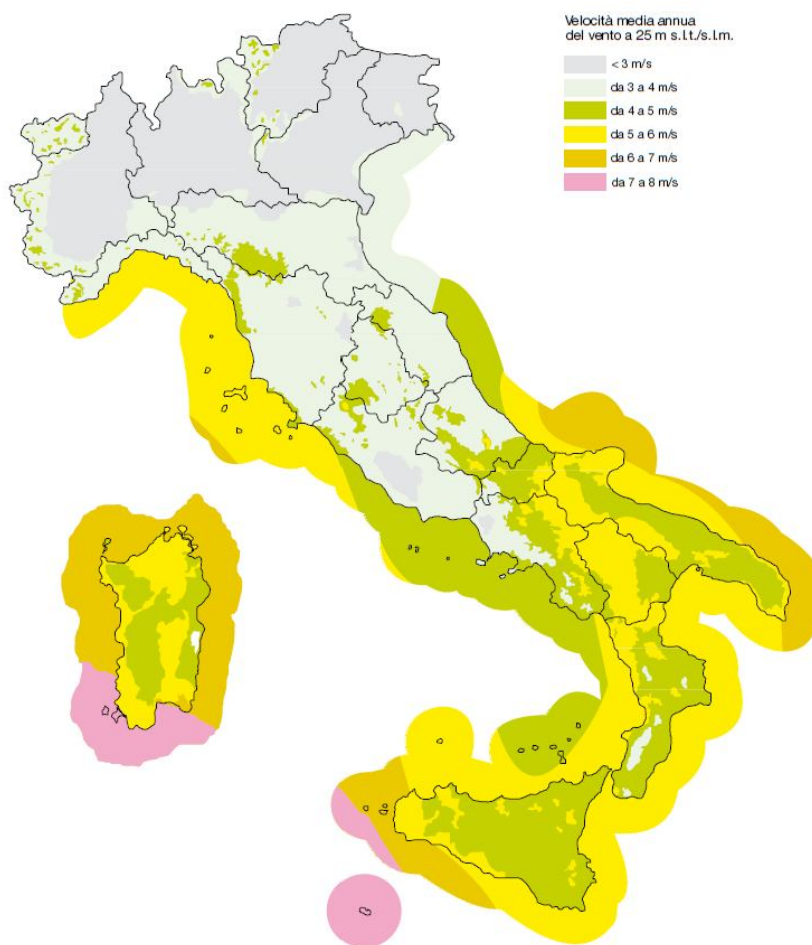 Velocità media annua
del vento a 25 m s.l.t./s.l.m.
< 3 m/s
da 3 a 4 m/s
da 4 a 5 m/s
da 5 a 6 m/s
da 6 a 7 m/s
da 7 a 8 m/s